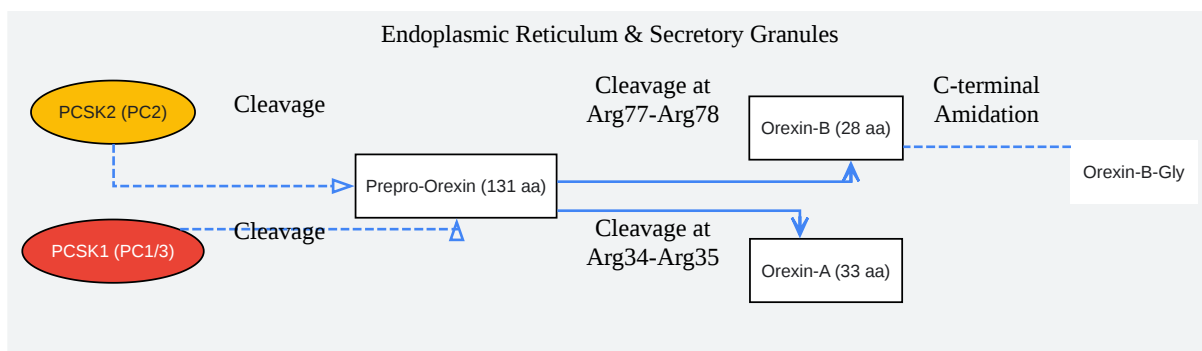 Endoplasmic Reticulum & Secretory Granules
PCSK2 (PC2)
Cleavage
Cleavage at
Arg77-Arg78
Orexin-B (28 aa)
C-terminal
Amidation
Orexin-B-Gly
Prepro-Orexin (131 aa)
PCSK1 (PC1/3)
Cleavage
Cleavage at
Arg34-Arg35
Orexin-A (33 aa)